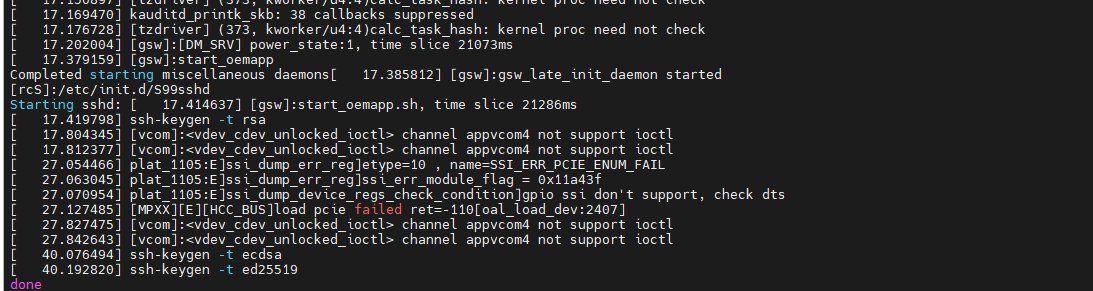 [   17.150897] [tzdriver] (373, kworker/u4:4)calc_task_hash: kernel proc need not check
[   17.169470] kauditd_printk_skb: 38 callbacks suppressed
[   17.176728] [tzdriver] (373, kworker/u4:4)calc_task_hash: kernel proc need not check
[   17.202004] [gsw]:[DM_SRV] power_state:1, time slice 21073ms
[   17.379159] [gsw]:start_oemapp
Completed starting miscellaneous daemons[   17.385812] [gsw]:gsw_late_init_daemon started
[rcS]:/etc/init.d/S99sshd
Starting sshd: [   17.414637] [gsw]:start_oemapp.sh, time slice 21286ms
[   17.419798] ssh-keygen -t rsa
[   17.804345] [vcom]:<vdev_cdev_unlocked_ioctl> channel appvcom4 not support ioctl
[   17.812377] [vcom]:<vdev_cdev_unlocked_ioctl> channel appvcom4 not support ioctl
[   27.054466] plat_1105:E]ssi_dump_err_reg]etype=10 , name=SSI_ERR_PCIE_ENUM_FAIL
[   27.063045] plat_1105:E]ssi_dump_err_reg]ssi_err_module_flag = 0x11a43f
[   27.070954] plat_1105:E]ssi_dump_device_regs_check_condition]gpio ssi don't support, check dts
[   27.127485] [MPXX][E][HCC_BUS]load pcie failed ret=-110[oal_load_dev:2407]
[   27.827475] [vcom]:<vdev_cdev_unlocked_ioctl> channel appvcom4 not support ioctl
[   27.842643] [vcom]:<vdev_cdev_unlocked_ioctl> channel appvcom4 not support ioctl
[   40.076494] ssh-keygen -t ecdsa
[   40.192820] ssh-keygen -t ed25519
done